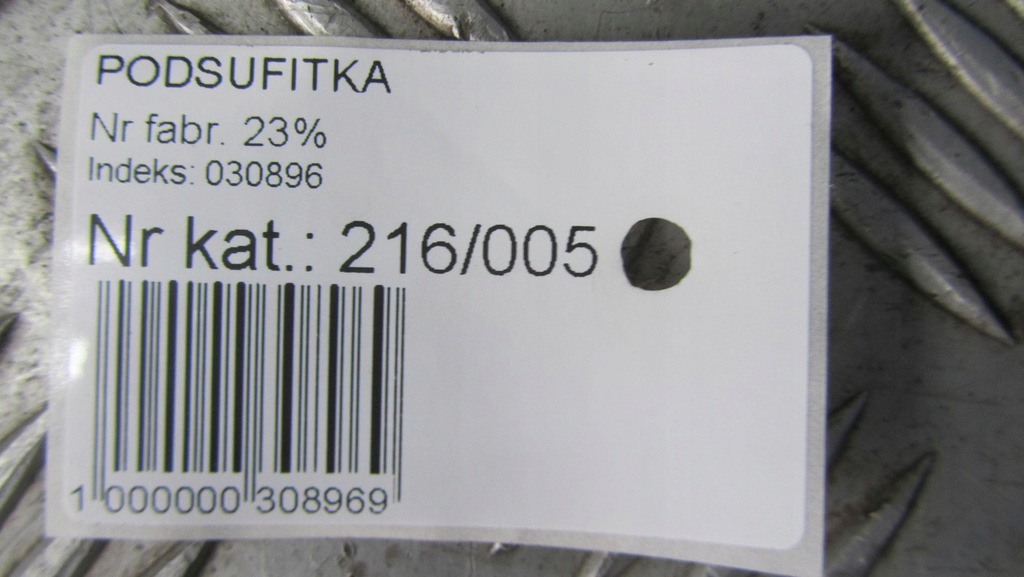 PODSUFITKA
Nr fabr. 23%
Indeks: 030896
Nr kat.: 216/005
1 000000 308969